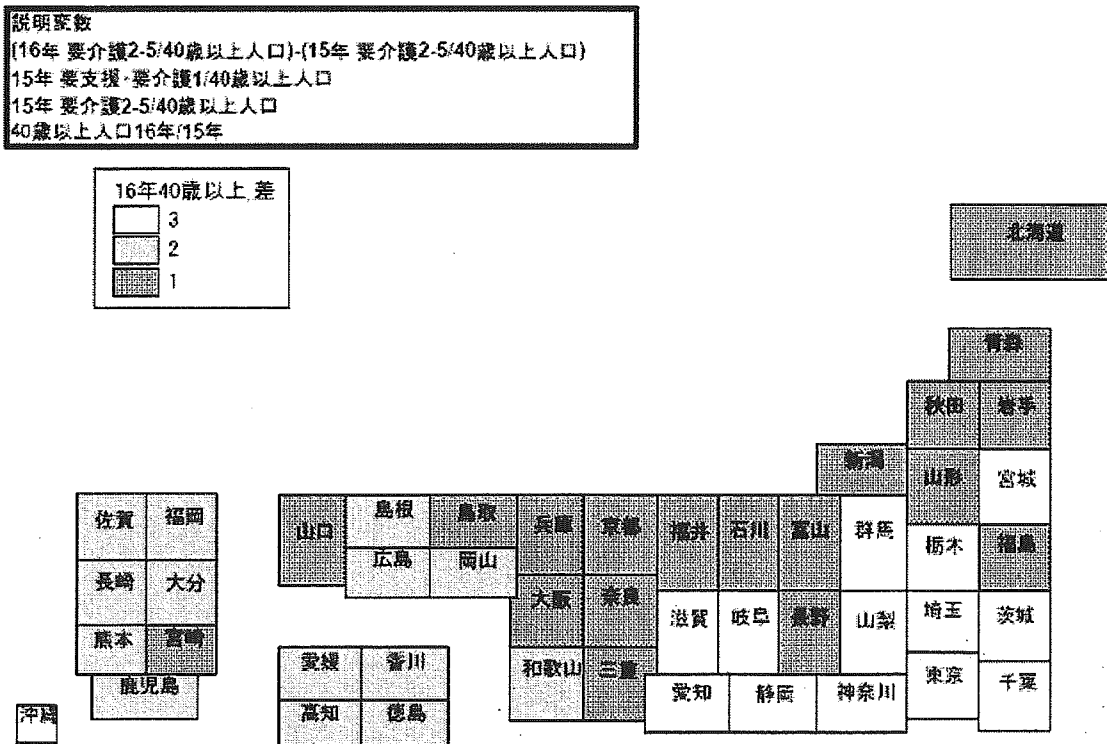 説明変数
(16年 要介護2-5/40歳以上人口)-(15年 要介護2-5/40歳以上人口)
15年 要支援・要介護1/40歳以上人口
15年 要介護2-5/40歳以上人口
40歳以上人口16年/15年
16年40歳以上,差
3
2
1
北海道
青森
秋田 岩手
新潟 山形 宮城
佐賀 福岡 山口 島根 鳥取 兵庫 京都 福井 石川 富山 群馬 栃木 福島
長崎 大分 広島 岡山 大阪 奈良 滋賀 岐阜 長野 山梨 埼玉 茨城
熊本 宮崎 愛媛 香川 和歌山 三重 愛知 静岡 神奈川 東京 千葉
鹿児島
沖縄 高知 徳島